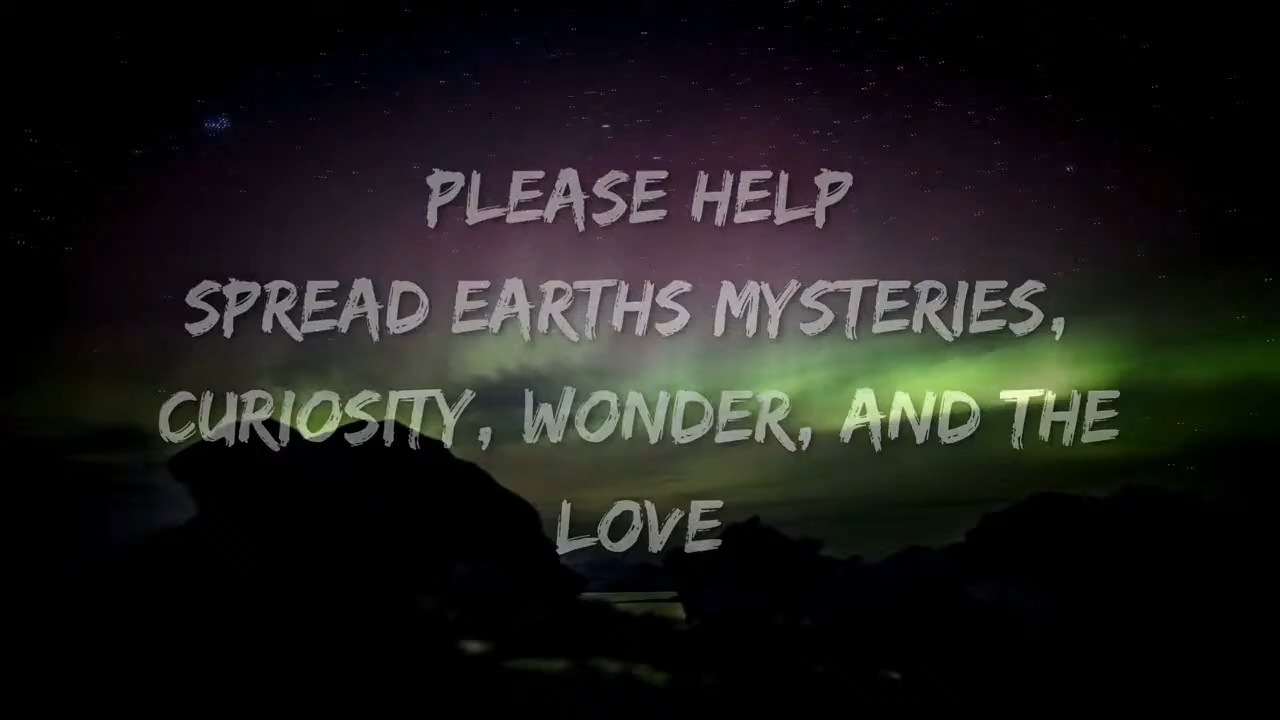 PLEASE HELP
SPREAD EARTHS MYSTERIES,
CURIOSITY, WONDER, AND THE
LOVE